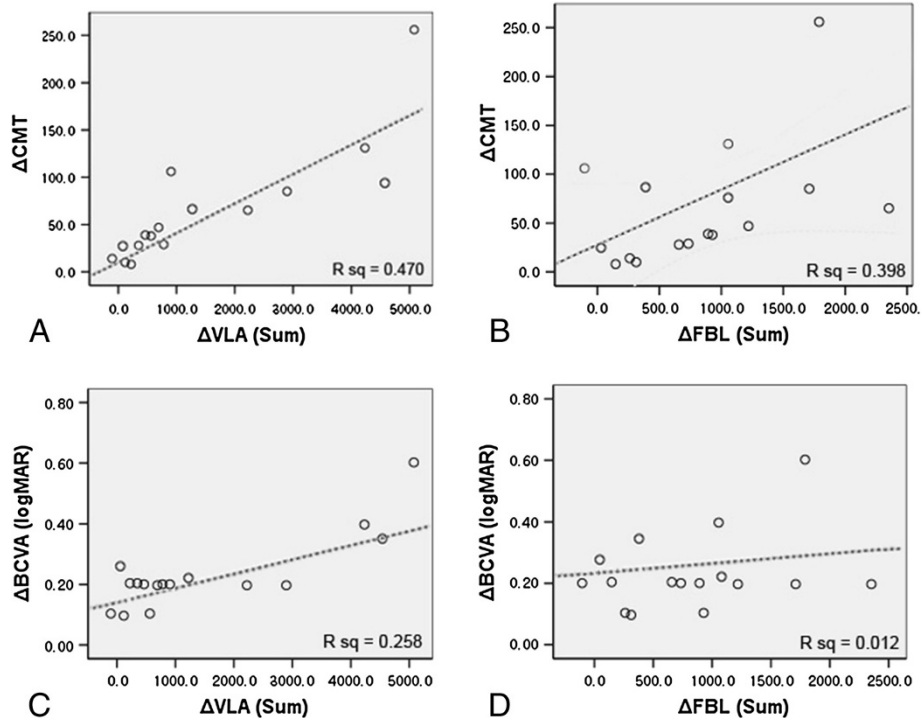 250.0
200.0
150.0
100.0
50.0
0.0
ΔCMT
R sq = 0.470
0.0 1000.0 2000.0 3000.0 4000.0 5000.0
A ΔVLA (Sum)
250.0
200.0
150.0
100.0
50.0
0.0
ΔCMT
R sq = 0.398
0.0 500.0 1000.0 1500.0 2000.0 2500.
B ΔFBL (Sum)
0.80
0.60
0.40
0.20
0.00
ΔBCVA (logMAR)
R sq = 0.258
0.0 1000.0 2000.0 3000.0 4000.0 5000.0
C ΔVLA (Sum)
0.80
0.60
0.40
0.20
0.00
ΔBCVA (logMAR)
R sq = 0.012
0.0 500.0 1000.0 1500.0 2000.0 2500.0
D ΔFBL (Sum)